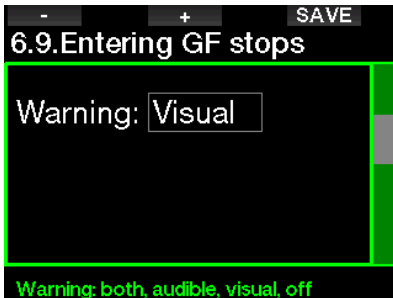 - + SAVE
6.9.Entering GF stops
Warning: Visual
Warning: both, audible, visual, off